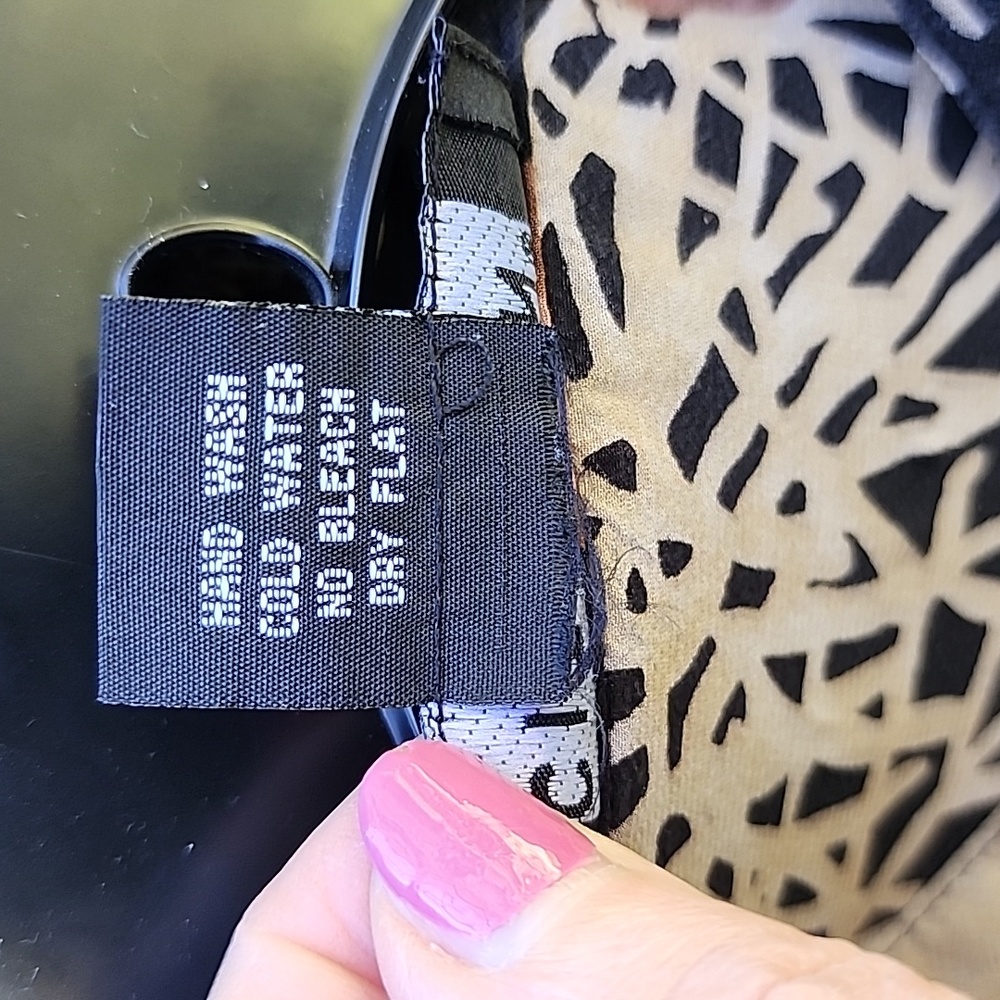 HAND WASH
COLD WATER
NO BLEACH
DRY FLAT